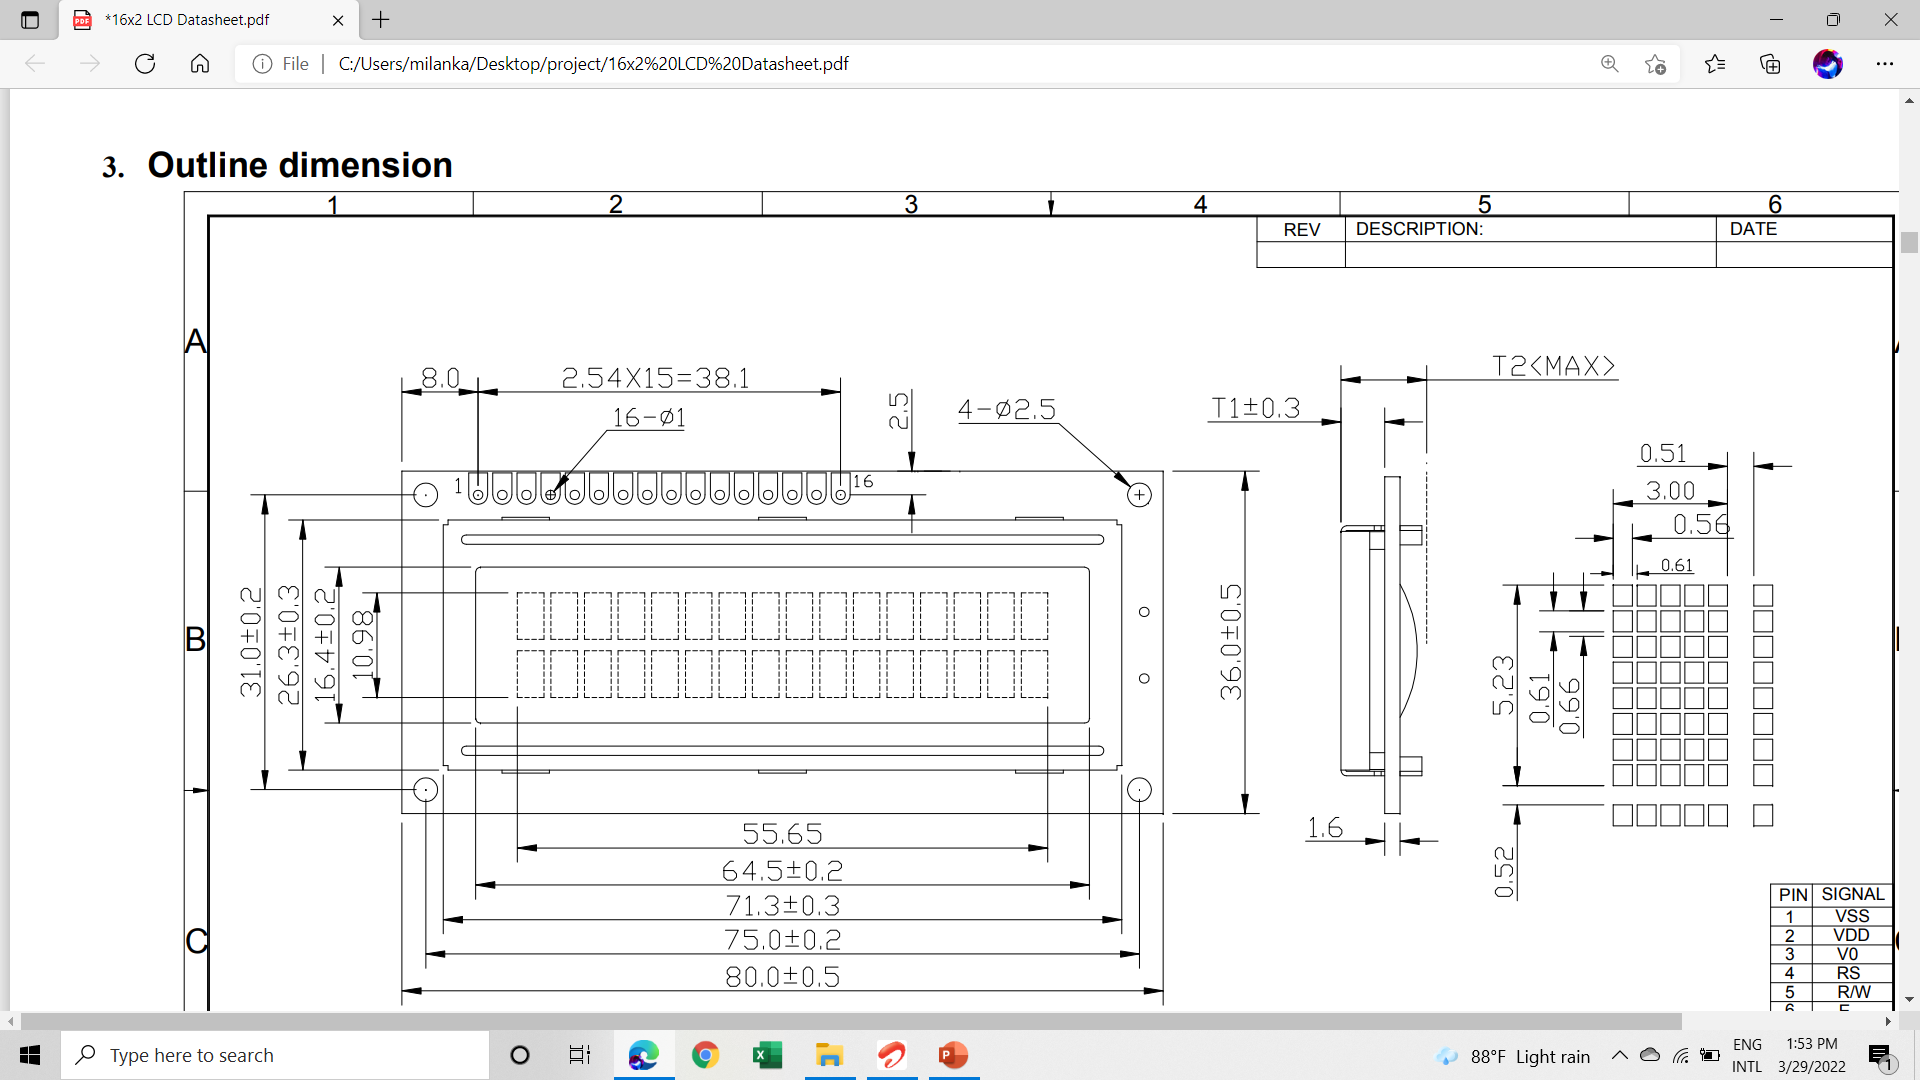 *16x2 LCD Datasheet.pdf
File | C:/Users/milanka/Desktop/project/16x2%20LCD%20Datasheet.pdf
3. Outline dimension
1 2 3 4 5 6
REV DESCRIPTION: DATE
A
T2<MAX>
8.0 2.54X15=38.1
16-ø1
2.5
4-ø2.5
T1±0.3
0.51
3.00
0.56
0.61
1 16
B
31.0±0.2
26.3±0.3
16.4±0.2
10.98
36.0±0.5
5.23
0.61
0.66
1.6
0.52
55.65
64.5±0.2
71.3±0.3
75.0±0.2
80.0±0.5
C
PIN SIGNAL
1 VSS
2 VDD
3 V0
4 RS
5 R/W
6 E
Type here to search
88°F Light rain
ENG
INTL
1:53 PM
3/29/2022
1